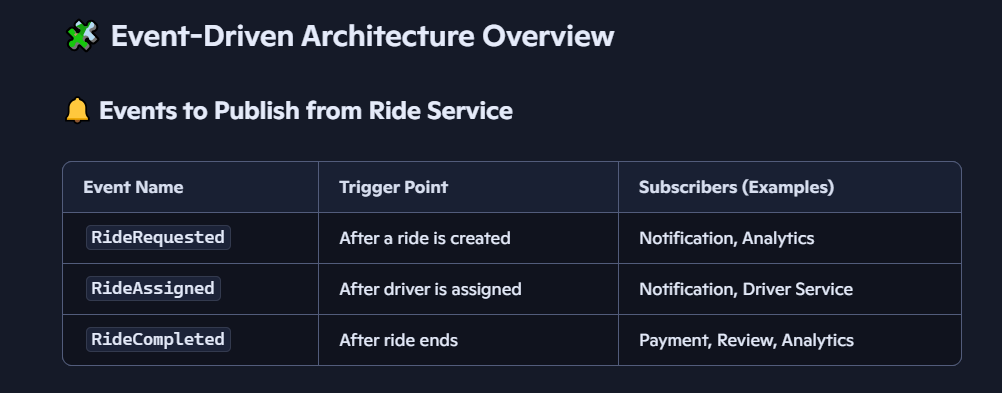 🧩 Event-Driven Architecture Overview
🔔 Events to Publish from Ride Service
Event Name Trigger Point Subscribers (Examples)
RideRequested After a ride is created Notification, Analytics
RideAssigned After driver is assigned Notification, Driver Service
RideCompleted After ride ends Payment, Review, Analytics